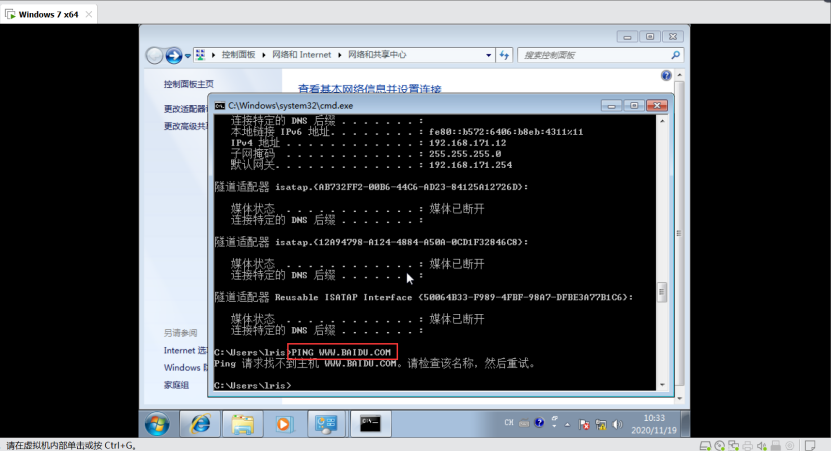 Windows 7 x64
控制面板 网络和 Internet 网络和共享中心
搜索控制面板
控制面板主页
查看基本网络信息并设置连接
更改适配器
更改高级共
C:\Windows\system32\cmd.exe
连接特定的 DNS 后缀 . . . . . . . :
本地链接 IPv6 地址. . . . . . . . : fe80::b572:6406:b8eb:4311%11
IPv4 地址 . . . . . . . . . . . . : 192.168.171.12
子网掩码 . . . . . . . . . . . . : 255.255.255.0
默认网关. . . . . . . . . . . . . : 192.168.171.254
隧道适配器 isatap.{AB732FF2-00B6-44C6-AD23-84125A12726D}:
媒体状态 . . . . . . . . . . . . : 媒体已断开
连接特定的 DNS 后缀 . . . . . . . :
隧道适配器 isatap.{12A94798-A124-4884-A50A-0CD1F32846C8}:
媒体状态 . . . . . . . . . . . . : 媒体已断开
连接特定的 DNS 后缀 . . . . . . . :
隧道适配器 Reusable ISATAP Interface {50064B33-F989-4FBF-98A7-DFBE3A77B1C6}:
媒体状态 . . . . . . . . . . . . : 媒体已断开
连接特定的 DNS 后缀 . . . . . . . :
C:\Users\lris>PING WWW.BAIDU.COM
Ping 请求找不到主机 WWW.BAIDU.COM。请检查该名称，然后重试。
C:\Users\lris>
另请参阅
Internet 选
Windows
家庭组
CH
10:33
2020/11/19
请在虚拟机内部单击或按 Ctrl+G。